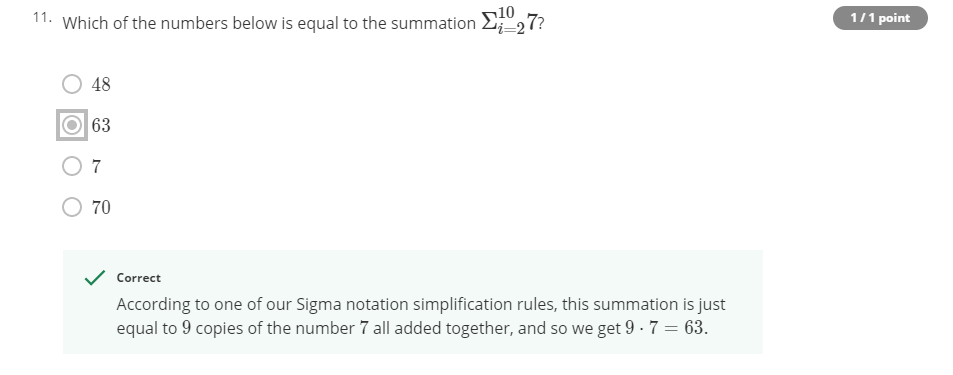 11. Which of the numbers below is equal to the summation Σ_{i=2}^{10} 7?
1 / 1 point
48
63
7
70
Correct
According to one of our Sigma notation simplification rules, this summation is just
equal to 9 copies of the number 7 all added together, and so we get 9 · 7 = 63.